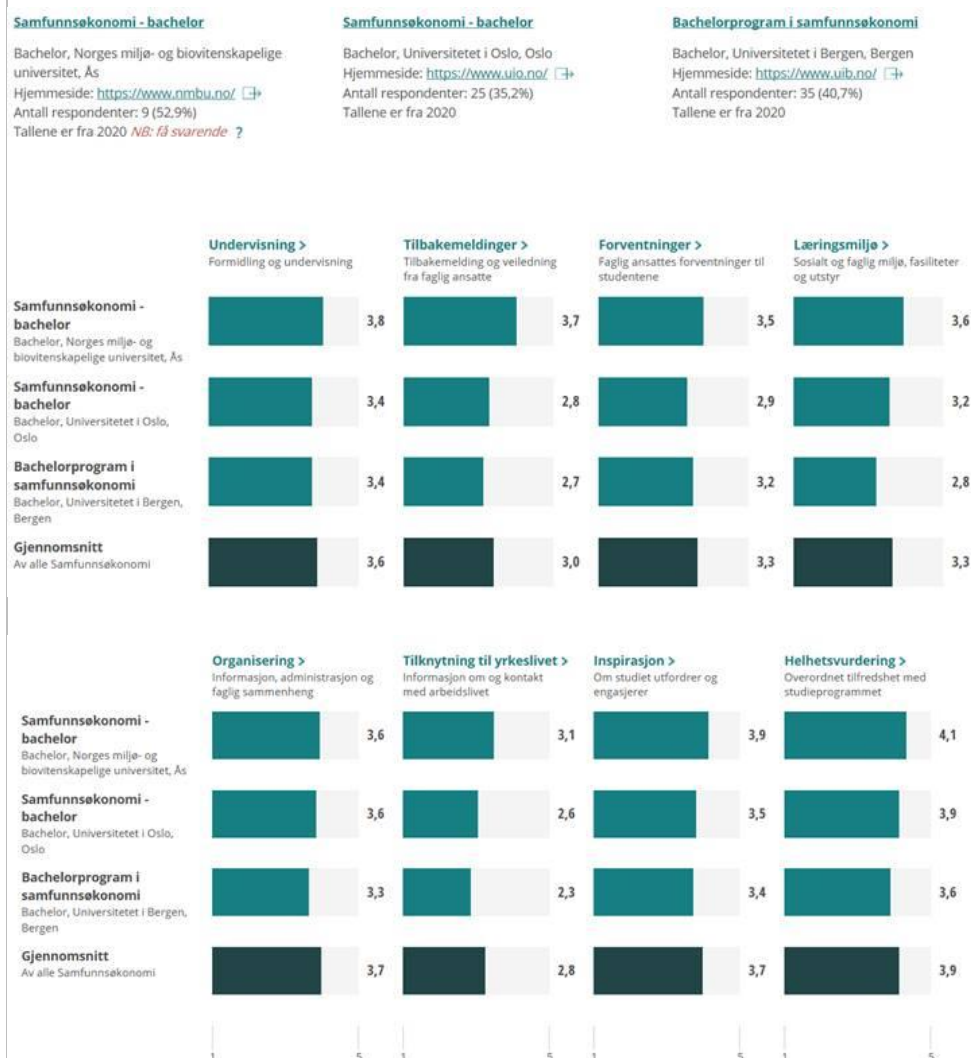 Samfunnsøkonomi - bachelor
Bachelor, Norges miljø- og biovitenskapelige
universitet, Ås
Hjemmeside: https://www.nmbu.no/
Antall respondenter: 9 (52,9%)
Tallene er fra 2020 NB: få svarende ?
Samfunnsøkonomi - bachelor
Bachelor, Universitetet i Oslo, Oslo
Hjemmeside: https://www.uio.no/
Antall respondenter: 25 (35,2%)
Tallene er fra 2020
Bachelorprogram i samfunnsøkonomi
Bachelor, Universitetet i Bergen, Bergen
Hjemmeside: https://www.uib.no/
Antall respondenter: 35 (40,7%)
Tallene er fra 2020
Undervisning >
Formidling og undervisning
Tilbakemeldinger >
Tilbakemelding og veiledning
fra faglig ansatte
Forventninger >
Faglig ansattes forventninger til
studentene
Læringsmiljø >
Sosialt og faglig miljø, fasiliteter
og utstyr
Samfunnsøkonomi -
bachelor
Bachelor, Norges miljø- og
biovitenskapelige universitet, Ås
3,8
3,7
3,5
3,6
Samfunnsøkonomi -
bachelor
Bachelor, Universitetet i Oslo,
Oslo
3,4
2,8
2,9
3,2
Bachelorprogram i
samfunnsøkonomi
Bachelor, Universitetet i Bergen,
Bergen
3,4
2,7
3,2
2,8
Gjennomsnitt
Av alle Samfunnsøkonomi
3,6
3,0
3,3
3,3
Organisering >
Informasjon, administrasjon og
faglig sammenheng
Tilknytning til yrkeslivet >
Informasjon om og kontakt
med arbeidslivet
Inspirasjon >
Om studiet utfordrer og
engasjerer
Helhetsvurdering >
Overordnet tilfredshet med
studieprogrammet
Samfunnsøkonomi -
bachelor
Bachelor, Norges miljø- og
biovitenskapelige universitet, Ås
3,6
3,1
3,9
4,1
Samfunnsøkonomi -
bachelor
Bachelor, Universitetet i Oslo,
Oslo
3,6
2,6
3,5
3,9
Bachelorprogram i
samfunnsøkonomi
Bachelor, Universitetet i Bergen,
Bergen
3,3
2,3
3,4
3,6
Gjennomsnitt
Av alle Samfunnsøkonomi
3,7
2,8
3,7
3,9
1 5 1 5 1 5 1 5